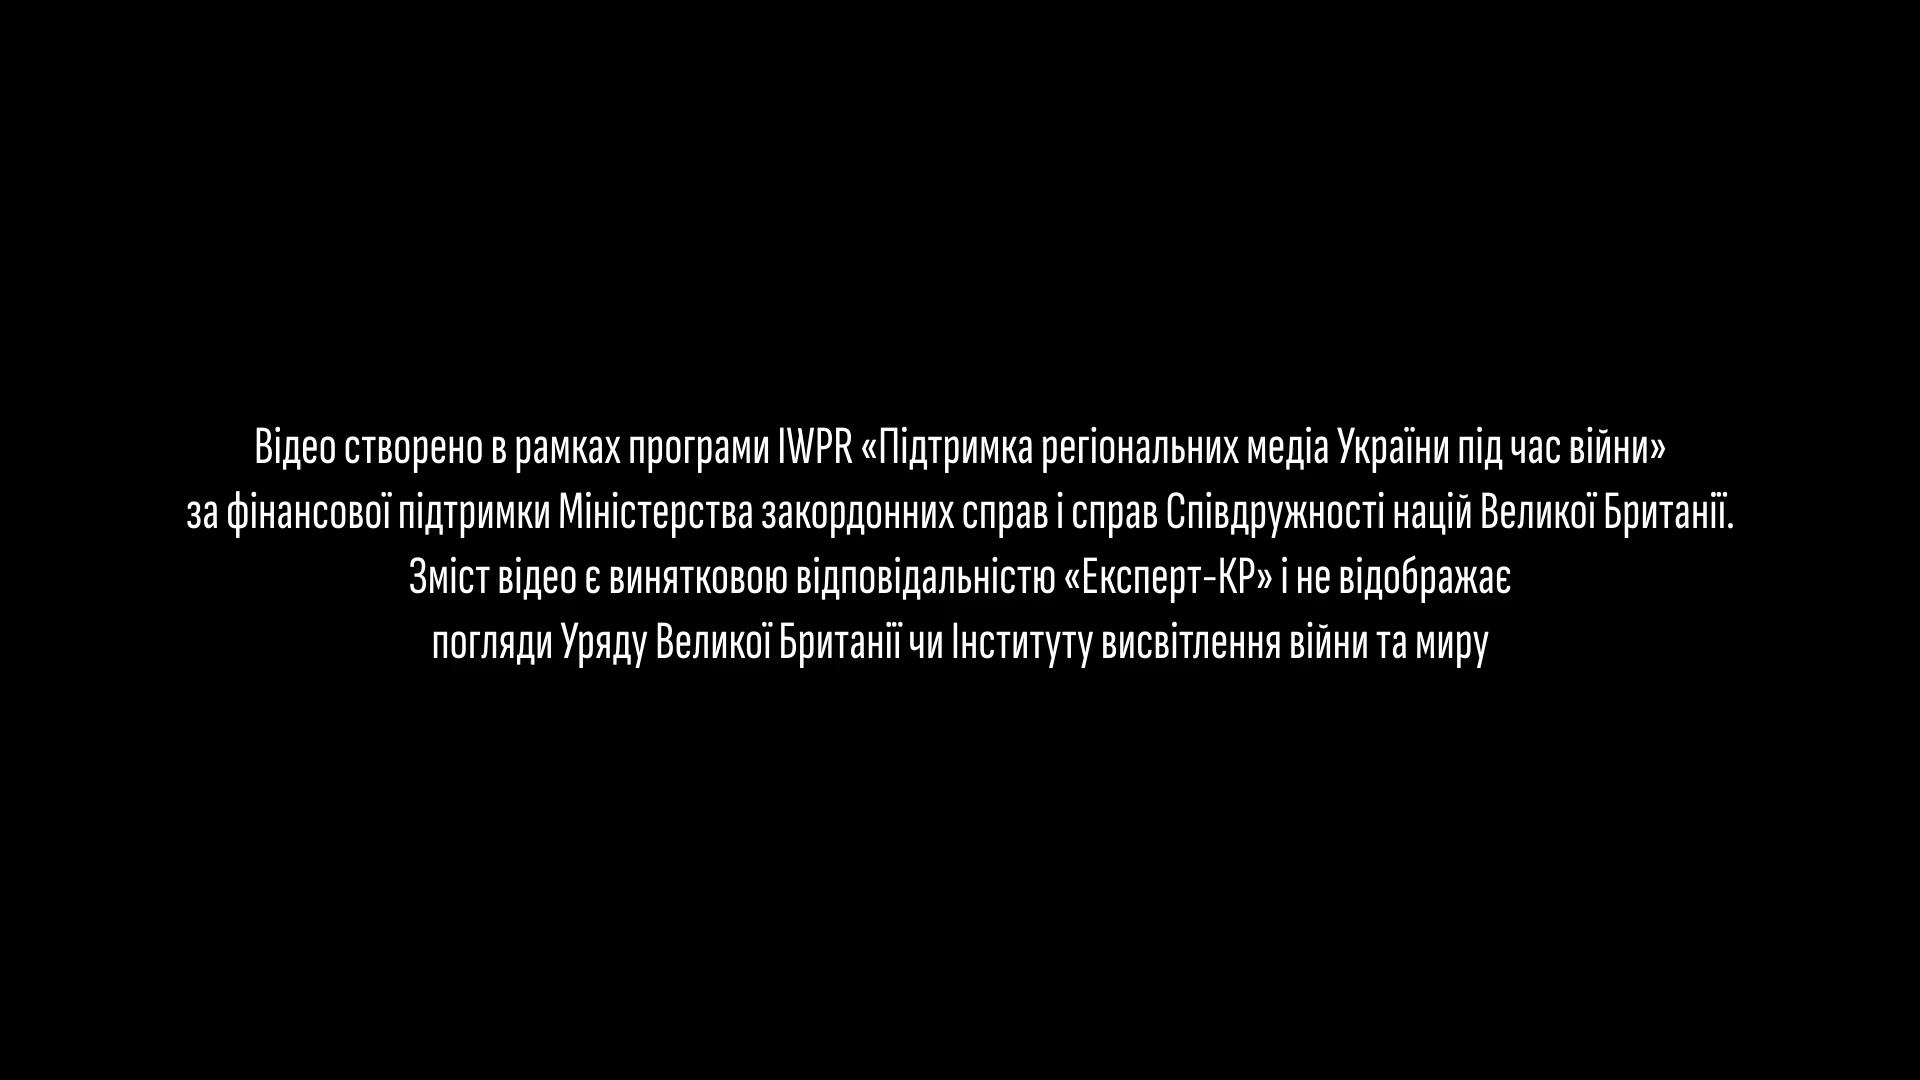 Відео створено в рамках програми IWPR «Підтримка регіональних медіа України під час війни»
за фінансової підтримки Міністерства закордонних справ і справ Співдружності націй Великої Британії.
Зміст відео є винятковою відповідальністю «Експерт-КР» і не відображає
погляди Уряду Великої Британії чи Інституту висвітлення війни та миру